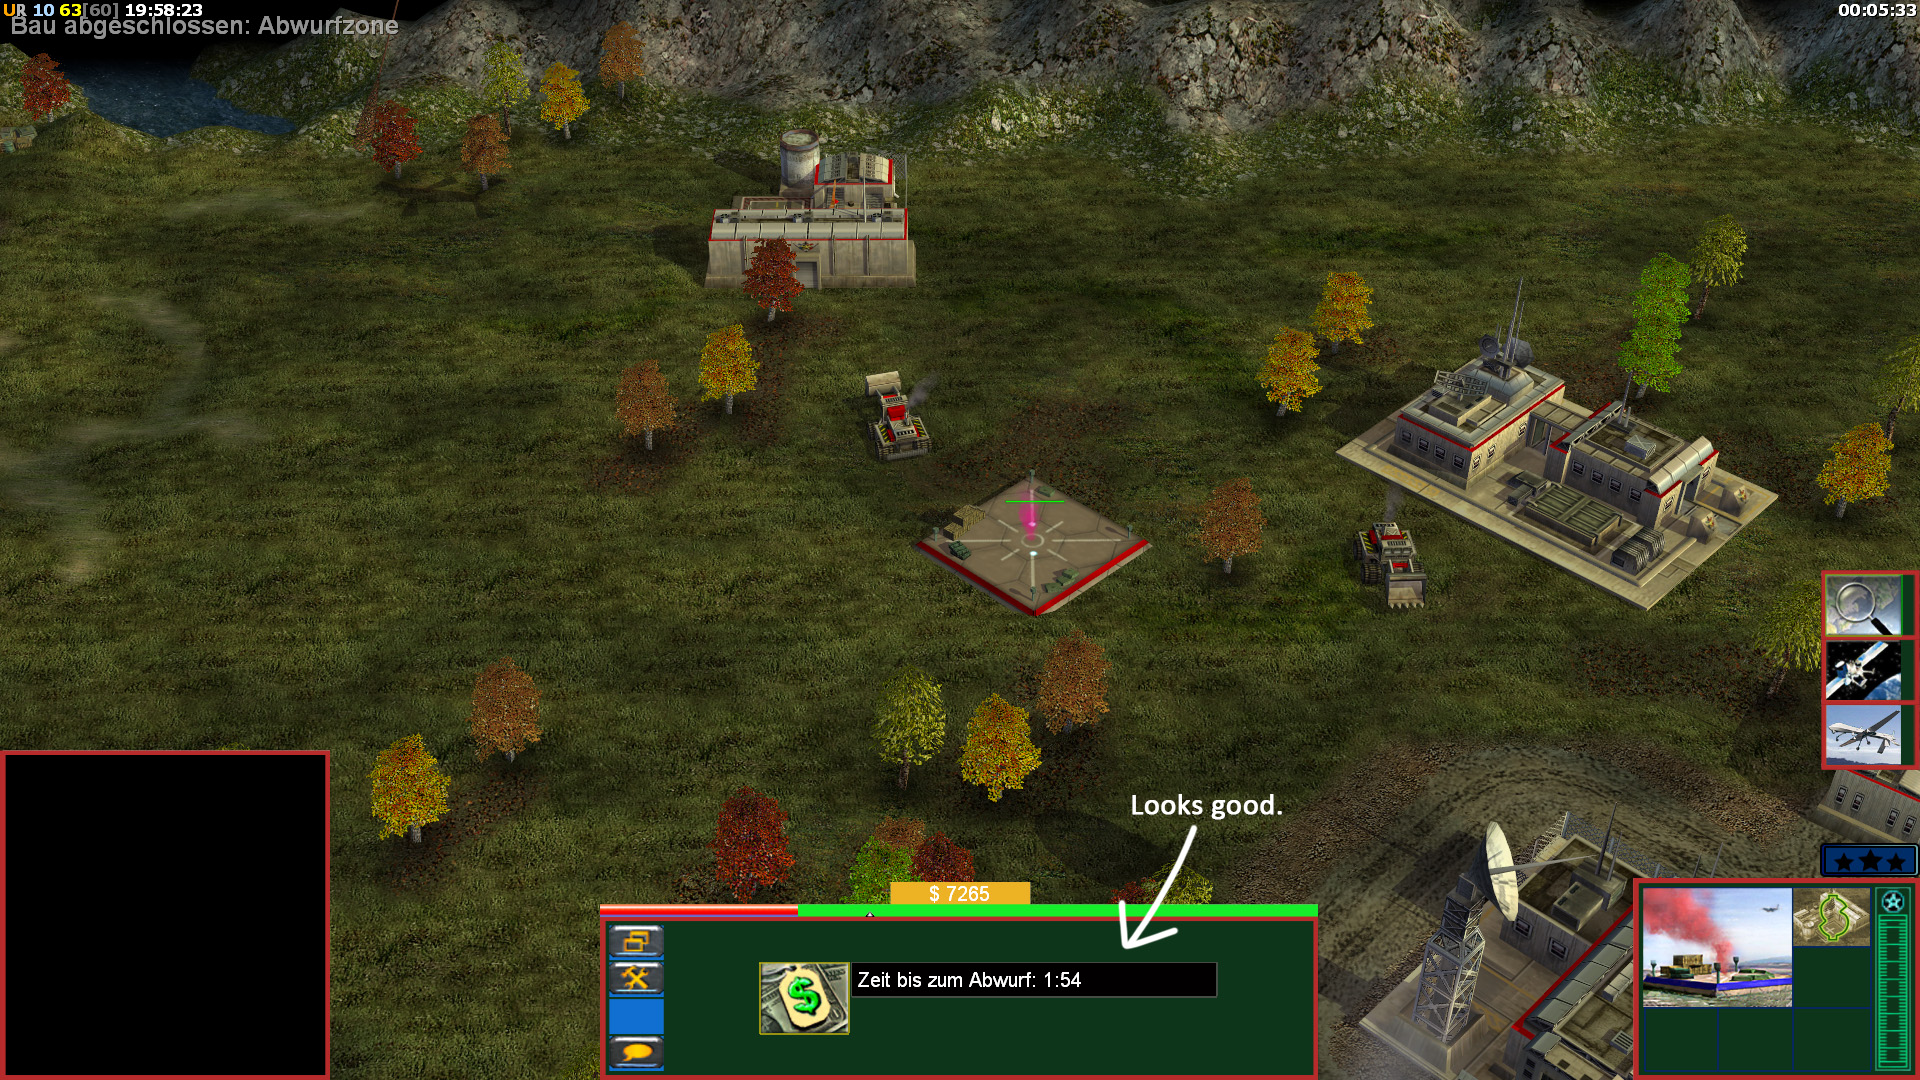 UR 10 63[60] 19:58:23
00:05:33
Bau abgeschlossen: Abwurfzone
Looks good.
$ 7265
Zeit bis zum Abwurf: 1:54